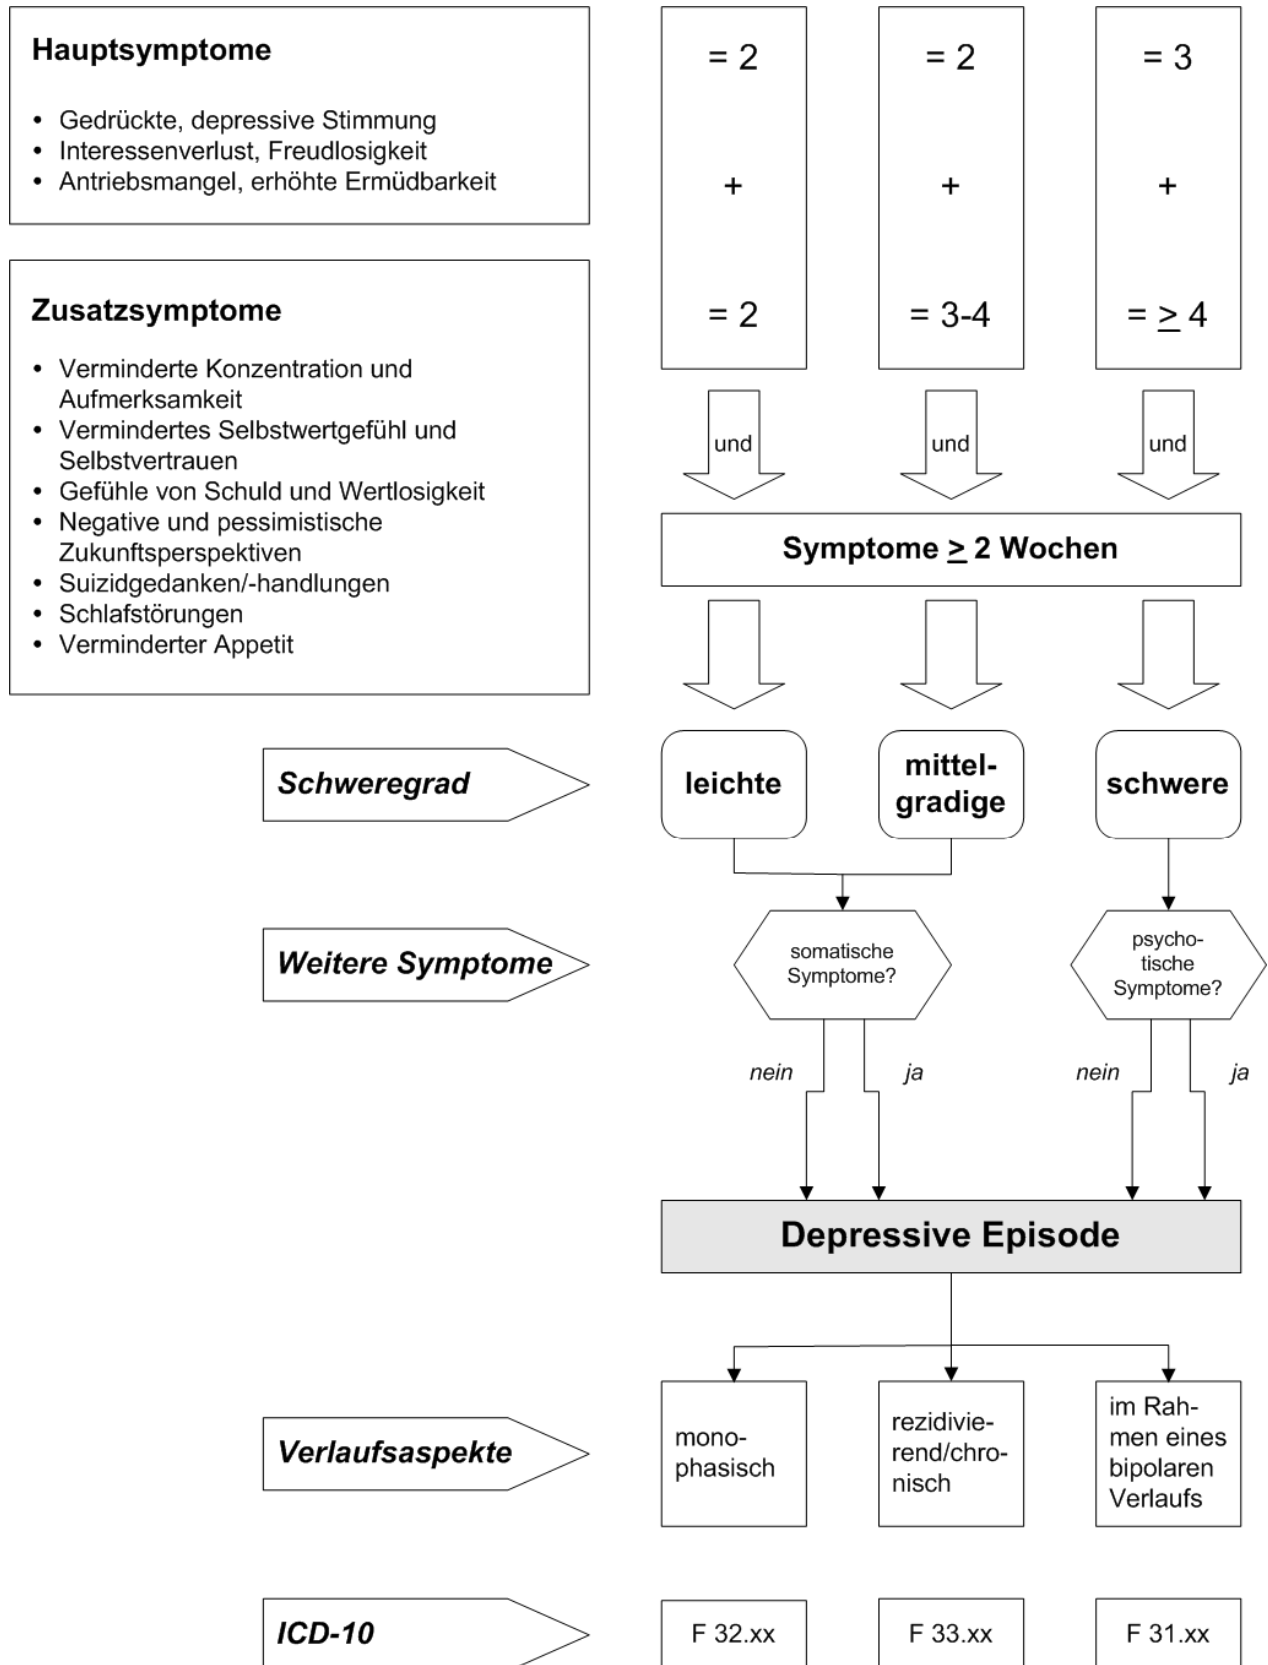 Hauptsymptome
• Gedrückte, depressive Stimmung
• Interessenverlust, Freudlosigkeit
• Antriebsmangel, erhöhte Ermüdbarkeit
= 2
+
= 2
= 2
+
= 3-4
= 3
+
= ≥ 4
Zusatzsymptome
• Verminderte Konzentration und
Aufmerksamkeit
• Vermindertes Selbstwertgefühl und
Selbstvertrauen
• Gefühle von Schuld und Wertlosigkeit
• Negative und pessimistische
Zukunftsperspektiven
• Suizidgedanken/-handlungen
• Schlafstörungen
• Verminderter Appetit
und
und
und
Symptome ≥ 2 Wochen
Schweregrad
leichte
mittel-
gradige
schwere
Weitere Symptome
somatische
Symptome?
psycho-
tische
Symptome?
nein
ja
nein
ja
Depressive Episode
Verlaufsaspekte
mono-
phasisch
rezidivie-
rend/chro-
nisch
im Rah-
men eines
bipolaren
Verlaufs
ICD-10
F 32.xx
F 33.xx
F 31.xx